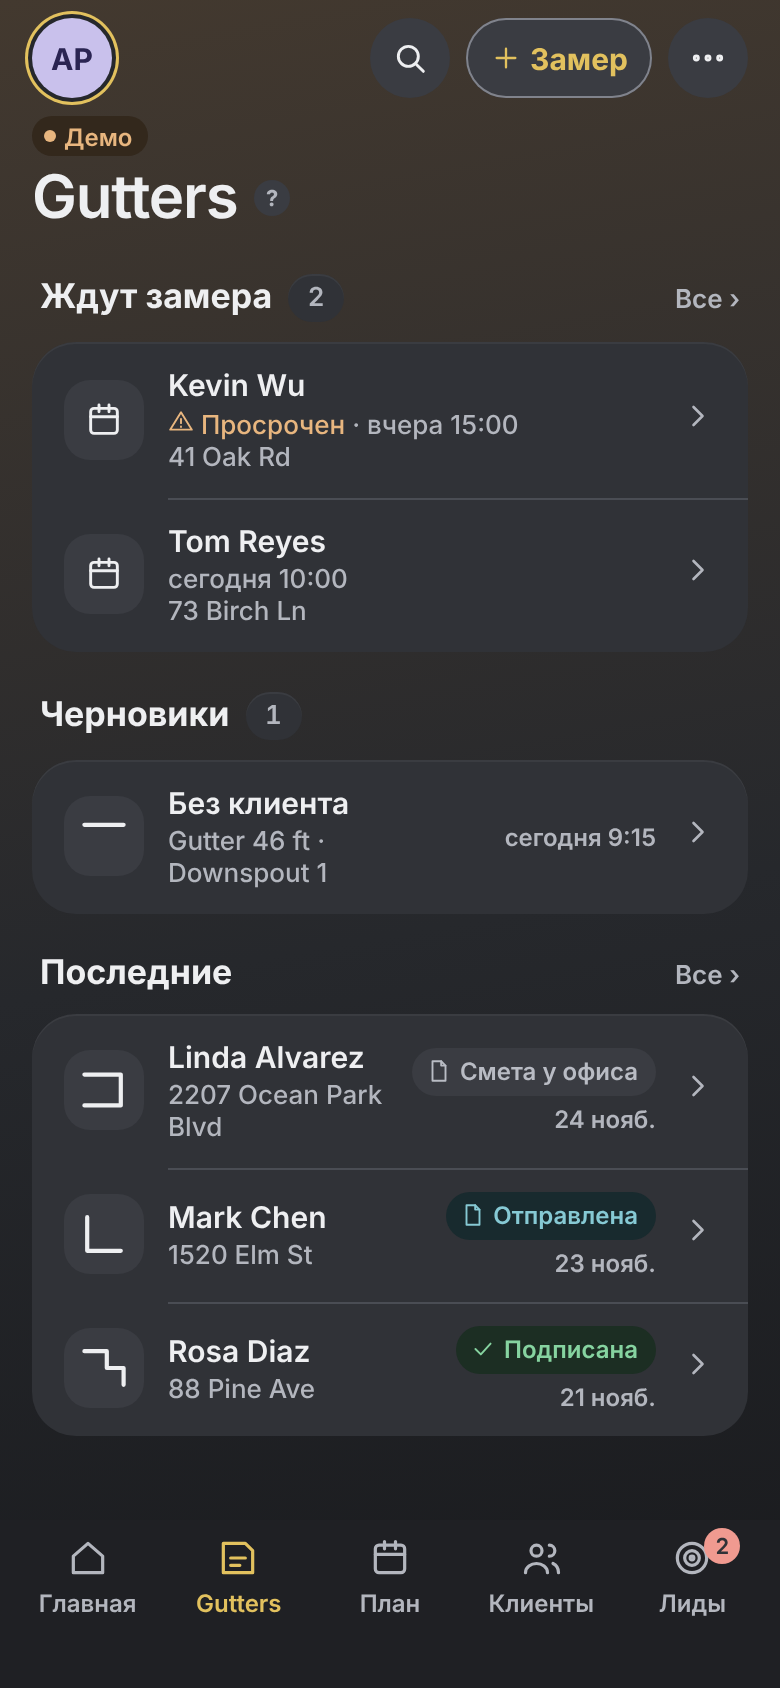 AP
+ Замер
Демо
Gutters ?
Ждут замера 2
Все ›
Kevin Wu
Просрочен · вчера 15:00
41 Oak Rd
Tom Reyes
сегодня 10:00
73 Birch Ln
Черновики 1
Без клиента
Gutter 46 ft ·
Downspout 1
сегодня 9:15
Последние
Все ›
Linda Alvarez
2207 Ocean Park
Blvd
Смета у офиса
24 нояб.
Mark Chen
1520 Elm St
Отправлена
23 нояб.
Rosa Diaz
88 Pine Ave
Подписана
21 нояб.
2
Главная
Gutters
План
Клиенты
Лиды